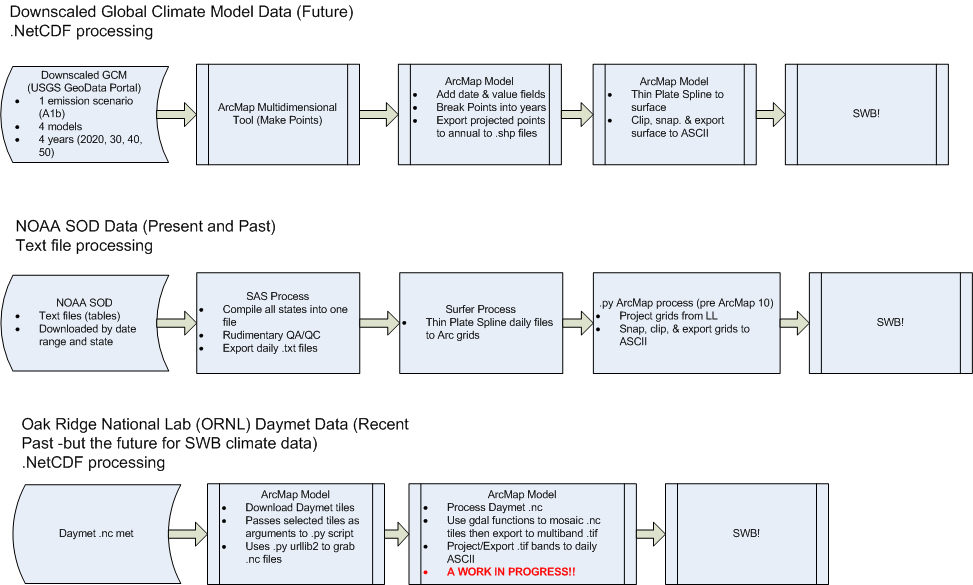 Downscaled Global Climate Model Data (Future)
.NetCDF processing
Downscaled GCM
(USGS GeoData Portal)
• 1 emission scenario
(A1b)
• 4 models
• 4 years (2020, 30, 40,
50)
ArcMap Multidimensional
Tool (Make Points)
ArcMap Model
• Add date & value fields
• Break Points into years
• Export projected points
to annual to .shp files
ArcMap Model
• Thin Plate Spline to
surface
• Clip, snap. & export
surface to ASCII
SWB!
NOAA SOD Data (Present and Past)
Text file processing
NOAA SOD
• Text files (tables)
• Downloaded by date
range and state
SAS Process
• Compile all states into one
file
• Rudimentary QA/QC
• Export daily .txt files
Surfer Process
• Thin Plate Spline daily files
to Arc grids
.py ArcMap process (pre ArcMap 10)
• Project grids from LL
• Snap, clip, & export grids to
ASCII
SWB!
Oak Ridge National Lab (ORNL) Daymet Data (Recent
Past -but the future for SWB climate data)
.NetCDF processing
Daymet .nc met
ArcMap Model
• Download Daymet tiles
• Passes selected tiles as
arguments to .py script
• Uses .py urllib2 to grab
.nc files
ArcMap Model
• Process Daymet .nc
• Use gdal functions to mosaic .nc
tiles then export to multiband .tif
• Project/Export .tif bands to daily
ASCII
• A WORK IN PROGRESS!!
SWB!